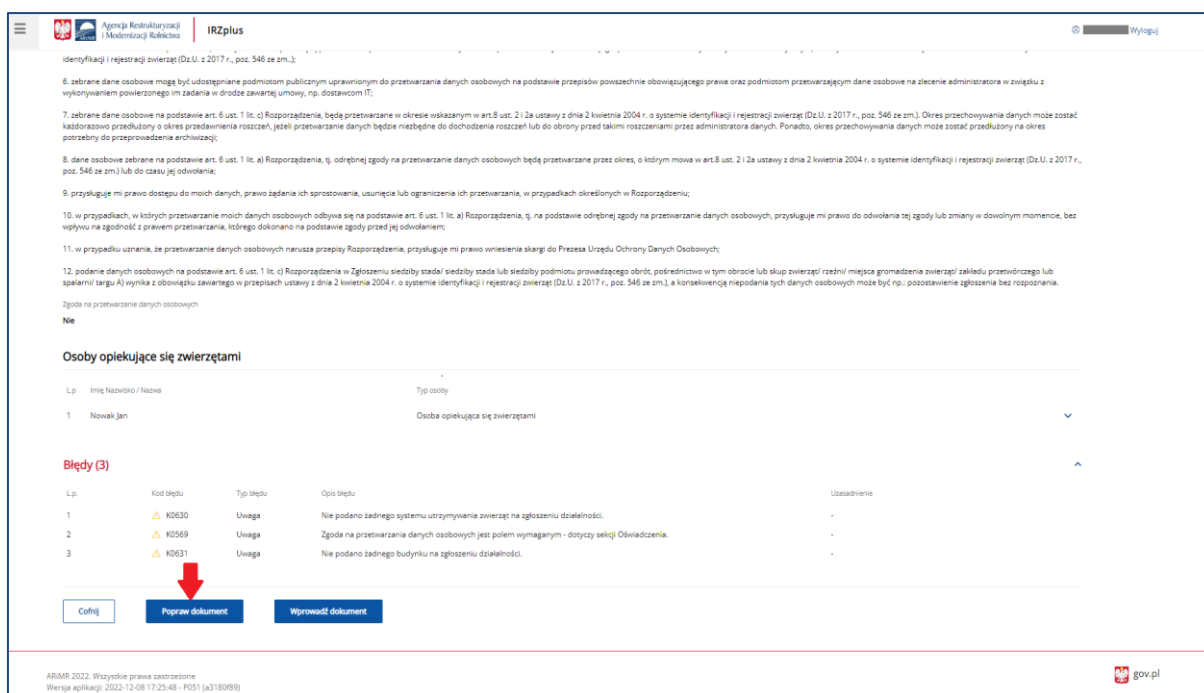 Agencja Restrukturyzacji
i Modernizacji Rolnictwa
IRZplus
Wyloguj
identyfikacji i rejestracji zwierząt (Dz.U. z 2017 r., poz. 546 ze zm..);
6. zebrane dane osobowe mogą być udostępniane podmiotom publicznym uprawnionym do przetwarzania danych osobowych na podstawie przepisów powszechnie obowiązującego prawa oraz podmiotom przetwarzającym dane osobowe na zlecenie administratora w związku z
wykonywaniem powierzonego im zadania w drodze zawartej umowy, np. dostawcom IT;
7. zebrane dane osobowe na podstawie art. 6 ust. 1 lit. c) Rozporządzenia, będą przetwarzane w okresie wskazanym w art.8 ust. 2 i 2a ustawy z dnia 2 kwietnia 2004 r. o systemie identyfikacji i rejestracji zwierząt (Dz.U. z 2017 r., poz. 546 ze zm.). Okres przechowywania danych może zostać
każdorazowo przedłużony o okres przedawnienia roszczeń, jeżeli przetwarzanie danych będzie niezbędne do dochodzenia roszczeń lub do obrony przed takimi roszczeniami przez administratora danych. Ponadto, okres przechowywania danych może zostać przedłużony na okres
potrzebny do przeprowadzenia archiwizacji;
8. dane osobowe zebrane na podstawie art. 6 ust. 1 lit. a) Rozporządzenia, tj. odrębnej zgody na przetwarzanie danych osobowych będą przetwarzane przez okres, o którym mowa w art.8 ust. 2 i 2a ustawy z dnia 2 kwietnia 2004 r. o systemie identyfikacji i rejestracji zwierząt (Dz.U. z 2017 r.,
poz. 546 ze zm.) lub do czasu jej odwołania;
9. przysługuje mi prawo dostępu do moich danych, prawo żądania ich sprostowania, usunięcia lub ograniczenia ich przetwarzania, w przypadkach określonych w Rozporządzeniu;
10. w przypadkach, w których przetwarzanie moich danych osobowych odbywa się na podstawie art. 6 ust. 1 lit. a) Rozporządzenia, tj. na podstawie odrębnej zgody na przetwarzanie danych osobowych, przysługuje mi prawo do odwołania tej zgody lub zmiany w dowolnym momencie, bez
wpływu na zgodność z prawem przetwarzania, którego dokonano na podstawie zgody przed jej odwołaniem;
11. w przypadku uznania, że przetwarzanie danych osobowych narusza przepisy Rozporządzenia, przysługuje mi prawo wniesienia skargi do Prezesa Urzędu Ochrony Danych Osobowych;
12. podanie danych osobowych na podstawie art. 6 ust. 1 lit. c) Rozporządzenia w Zgłoszeniu siedziby stada/ siedziby stada lub siedziby podmiotu prowadzącego obrót, pośrednictwo w tym obrocie lub skup zwierząt/ rzeźni/ miejsca gromadzenia zwierząt/ zakładu przetwórczego lub
spalarni/ targu A) wynika z obowiązku zawartego w przepisach ustawy z dnia 2 kwietnia 2004 r. o systemie identyfikacji i rejestracji zwierząt (Dz.U. z 2017 r., poz. 546 ze zm.), a konsekwencją niepodania tych danych osobowych może być np.: pozostawienie zgłoszenia bez rozpoznania.
Zgoda na przetwarzanie danych osobowych
Nie
Osoby opiekujące się zwierzętami
L.p Imię Nazwisko / Nazwa Typ osoby
1 Nowak Jan Osoba opiekująca się zwierzętami
Błędy (3)
L.p. Kod błędu Typ błędu Opis błędu Uzasadnienie
1 K0630 Uwaga Nie podano żadnego systemu utrzymywania zwierząt na zgłoszeniu działalności. -
2 K0569 Uwaga Zgoda na przetwarzania danych osobowych jest polem wymaganym - dotyczy sekcji Oświadczenia. -
3 K0631 Uwaga Nie podano żadnego budynku na zgłoszeniu działalności. -
Cofnij Popraw dokument Wprowadź dokument
ARiMR 2022. Wszystkie prawa zastrzeżone
Wersja aplikacji: 2022-12-08 17:25:48 - P051 (a3180f89)
gov.pl